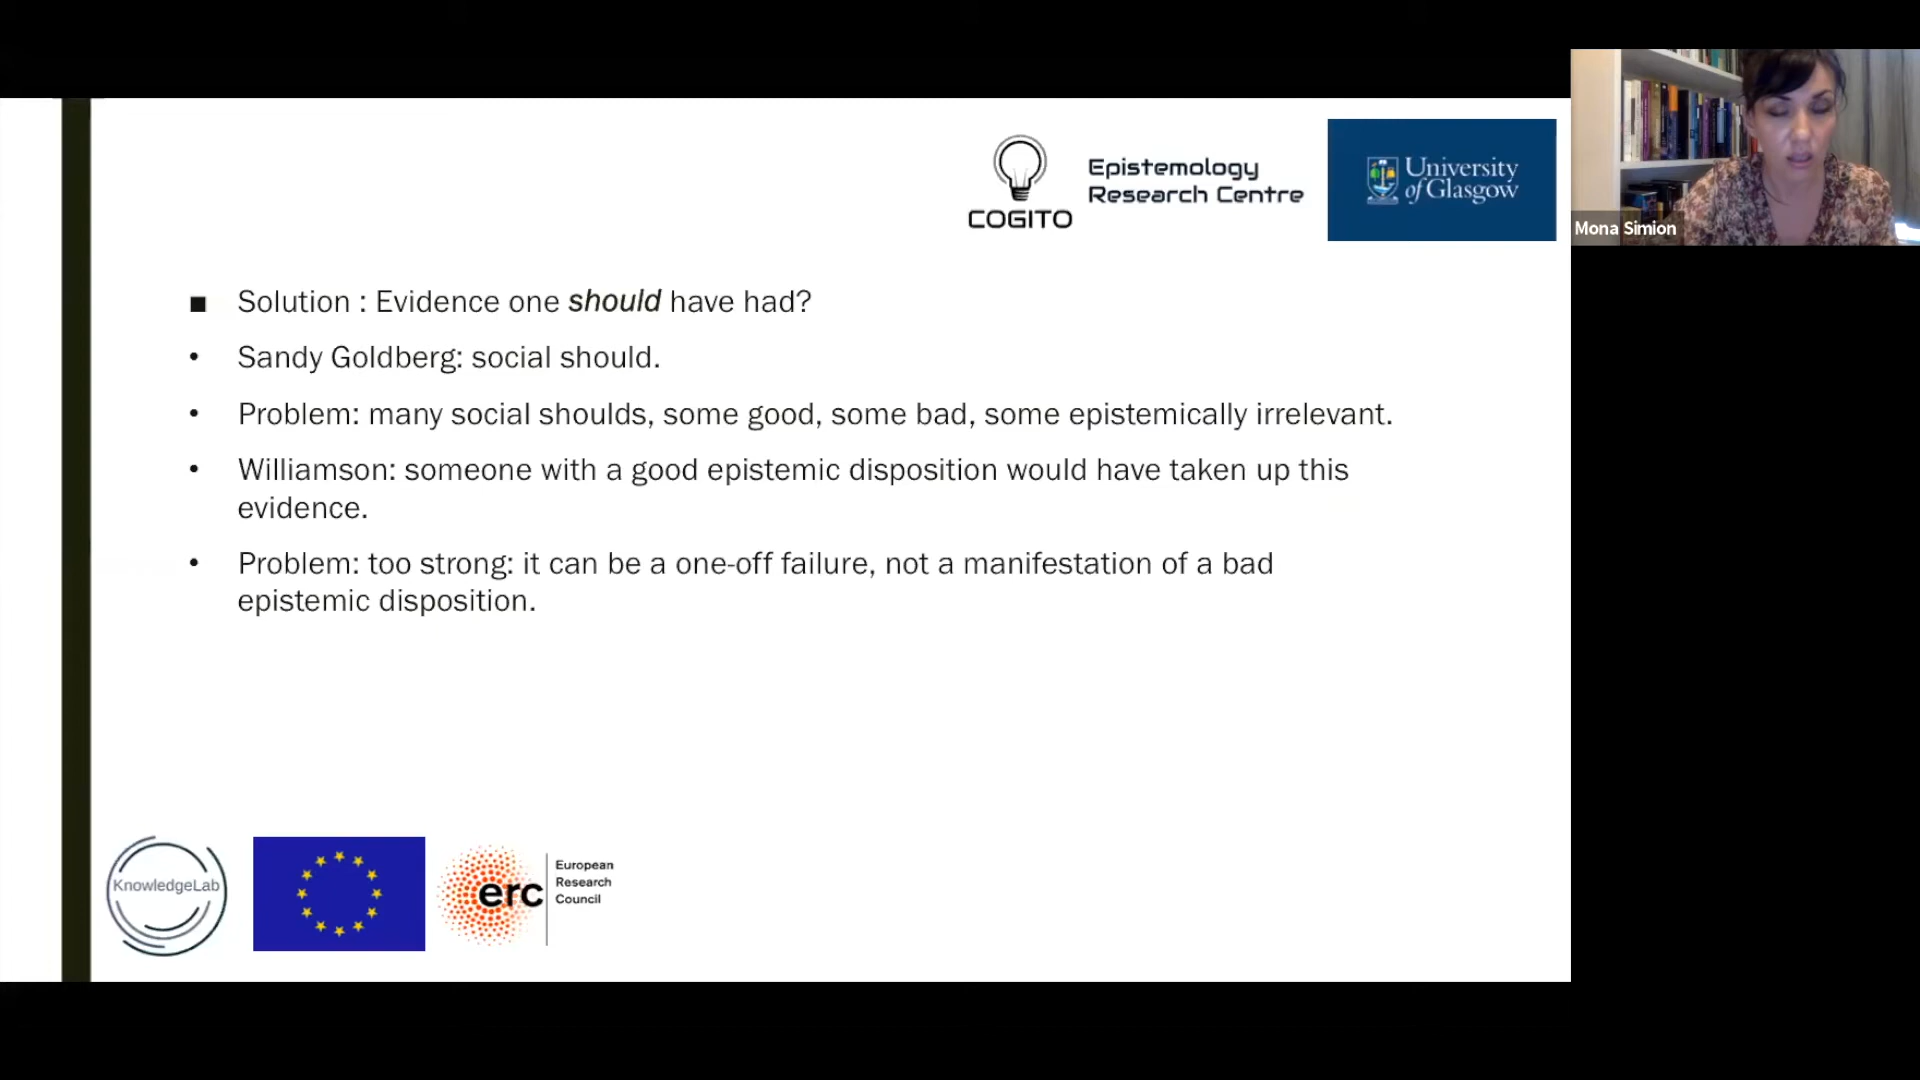 COGITO
Epistemology
Research Centre
University
of Glasgow
Mona Simion
■ Solution : Evidence one should have had?
• Sandy Goldberg: social should.
• Problem: many social shoulds, some good, some bad, some epistemically irrelevant.
• Williamson: someone with a good epistemic disposition would have taken up this
evidence.
• Problem: too strong: it can be a one-off failure, not a manifestation of a bad
epistemic disposition.
KnowledgeLab
erc
European
Research
Council